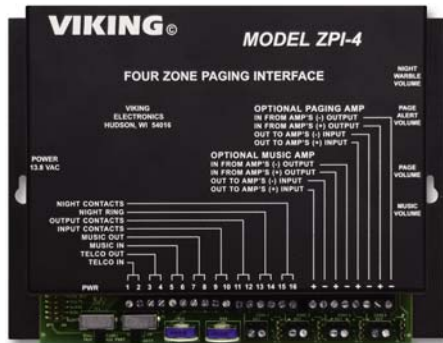 VIKING©
MODEL ZPI-4
FOUR ZONE PAGING INTERFACE
NIGHT
WARBLE
VOLUME
VIKING
ELECTRONICS
HUDSON, WI 54016
PAGE
ALERT
VOLUME
OPTIONAL PAGING AMP
IN FROM AMP'S (-) OUTPUT
IN FROM AMP'S (+) OUTPUT
OUT TO AMP'S (-) INPUT
OUT TO AMP'S (+) INPUT
POWER
13.8 VAC
OPTIONAL MUSIC AMP
IN FROM AMP'S (-) OUTPUT
IN FROM AMP'S (+) OUTPUT
OUT TO AMP'S (-) INPUT
OUT TO AMP'S (+) INPUT
PAGE
VOLUME
MUSIC
VOLUME
NIGHT CONTACTS
NIGHT RING
OUTPUT CONTACTS
INPUT CONTACTS
MUSIC OUT
MUSIC IN
TELCO OUT
TELCO IN
PWR 1 2 3 4 5 6 7 8 9 10 11 12 13 14 15 16 + - + - + - + -